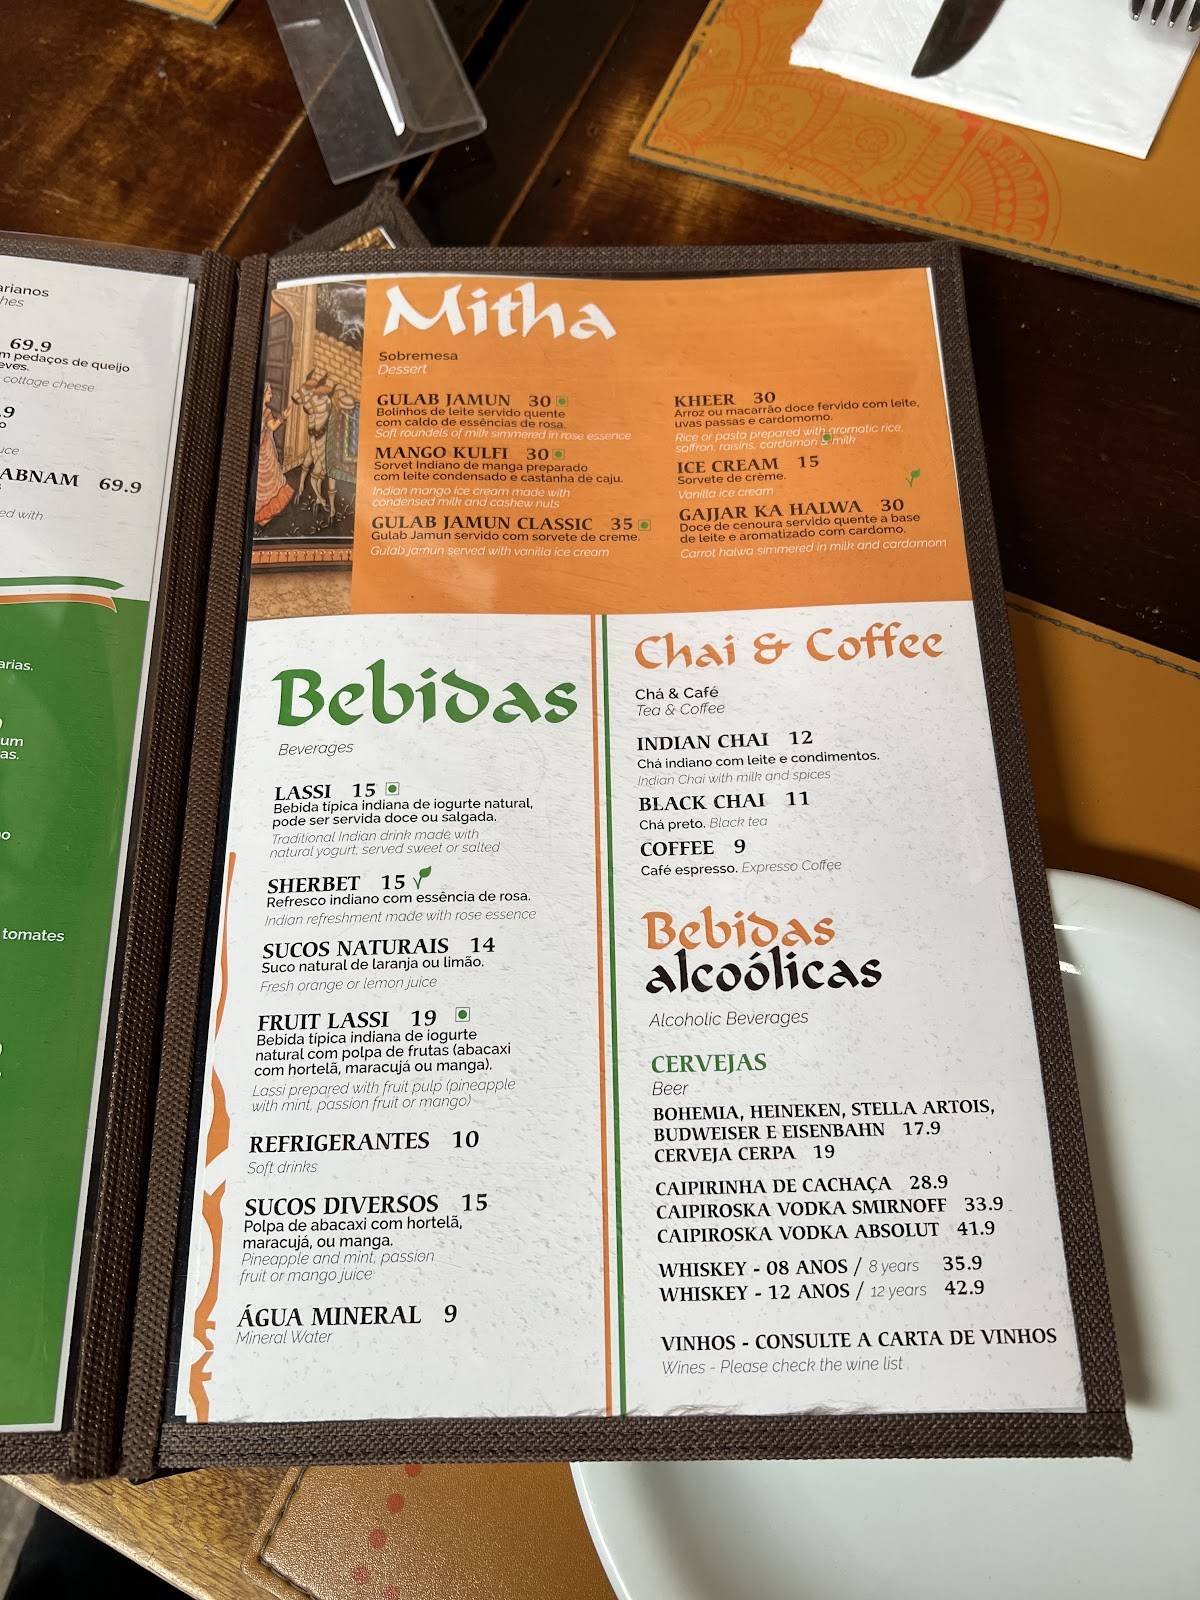 arianos
hes
69.9
m pedaços de queijo
eves.
cottage cheese
.9
o
uce
ABNAM 69.9
s
ed with
arias.
um
as.
o
tomates
Mitha
Sobremesa
Dessert
GULAB JAMUN 30
Bolinhos de leite servido quente
com caldo de essências de rosa.
Soft roundels of milk simmered in rose essence
MANGO KULFI 30
Sorvet Indiano de manga preparado
com leite condensado e castanha de caju.
Indian mango ice cream made with
condensed milk and cashew nuts
GULAB JAMUN CLASSIC 35
Gulab Jamun servido com sorvete de creme.
Gulab jamun served with vanilla ice cream
KHEER 30
Arroz ou macarrão doce fervido com leite,
uvas passas e cardomomo.
Rice or pasta prepared with aromatic rice,
saffron, raisins, cardamon & milk
ICE CREAM 15
Sorvete de crème.
Vanilla ice cream
GAJJAR KA HALWA 30
Doce de cenoura servido quente a base
de leite e aromatizado com cardomo.
Carrot halwa simmered in milk and cardamom
Bebidas
Beverages
LASSI 15
Bebida típica indiana de iogurte natural,
pode ser servida doce ou salgada.
Traditional Indian drink made with
natural yogurt, served sweet or salted
SHERBET 15
Refresco indiano com essência de rosa.
Indian refreshment made with rose essence
SUCOS NATURAIS 14
Suco natural de laranja ou limão.
Fresh orange or lemon juice
FRUIT LASSI 19
Bebida típica indiana de iogurte
natural com polpa de frutas (abacaxi
com hortelã, maracujá ou manga).
Lassi prepared with fruit pulp (pineapple
with mint, passion fruit or mango)
REFRIGERANTES 10
Soft drinks
SUCOS DIVERSOS 15
Polpa de abacaxi com hortelã,
maracujá, ou manga.
Pineapple and mint, passion
fruit or mango juice
ÁGUA MINERAL 9
Mineral Water
Chai & Coffee
Chá & Café
Tea & Coffee
INDIAN CHAI 12
Chá indiano com leite e condimentos.
Indian Chai with milk and spices
BLACK CHAI 11
Chá preto. Black tea
COFFEE 9
Café espresso. Expresso Coffee
Bebidas
alcoólicas
Alcoholic Beverages
CERVEJAS
Beer
BOHEMIA, HEINEKEN, STELLA ARTOIS,
BUDWEISER E EISENBAHN 17.9
CERVEJA CERPA 19
CAIPIRINHA DE CACHAÇA 28.9
CAIPIROSKA VODKA SMIRNOFF 33.9
CAIPIROSKA VODKA ABSOLUT 41.9
WHISKEY - 08 ANOS / 8 years 35.9
WHISKEY - 12 ANOS / 12 years 42.9
VINHOS - CONSULTE A CARTA DE VINHOS
Wines - Please check the wine list